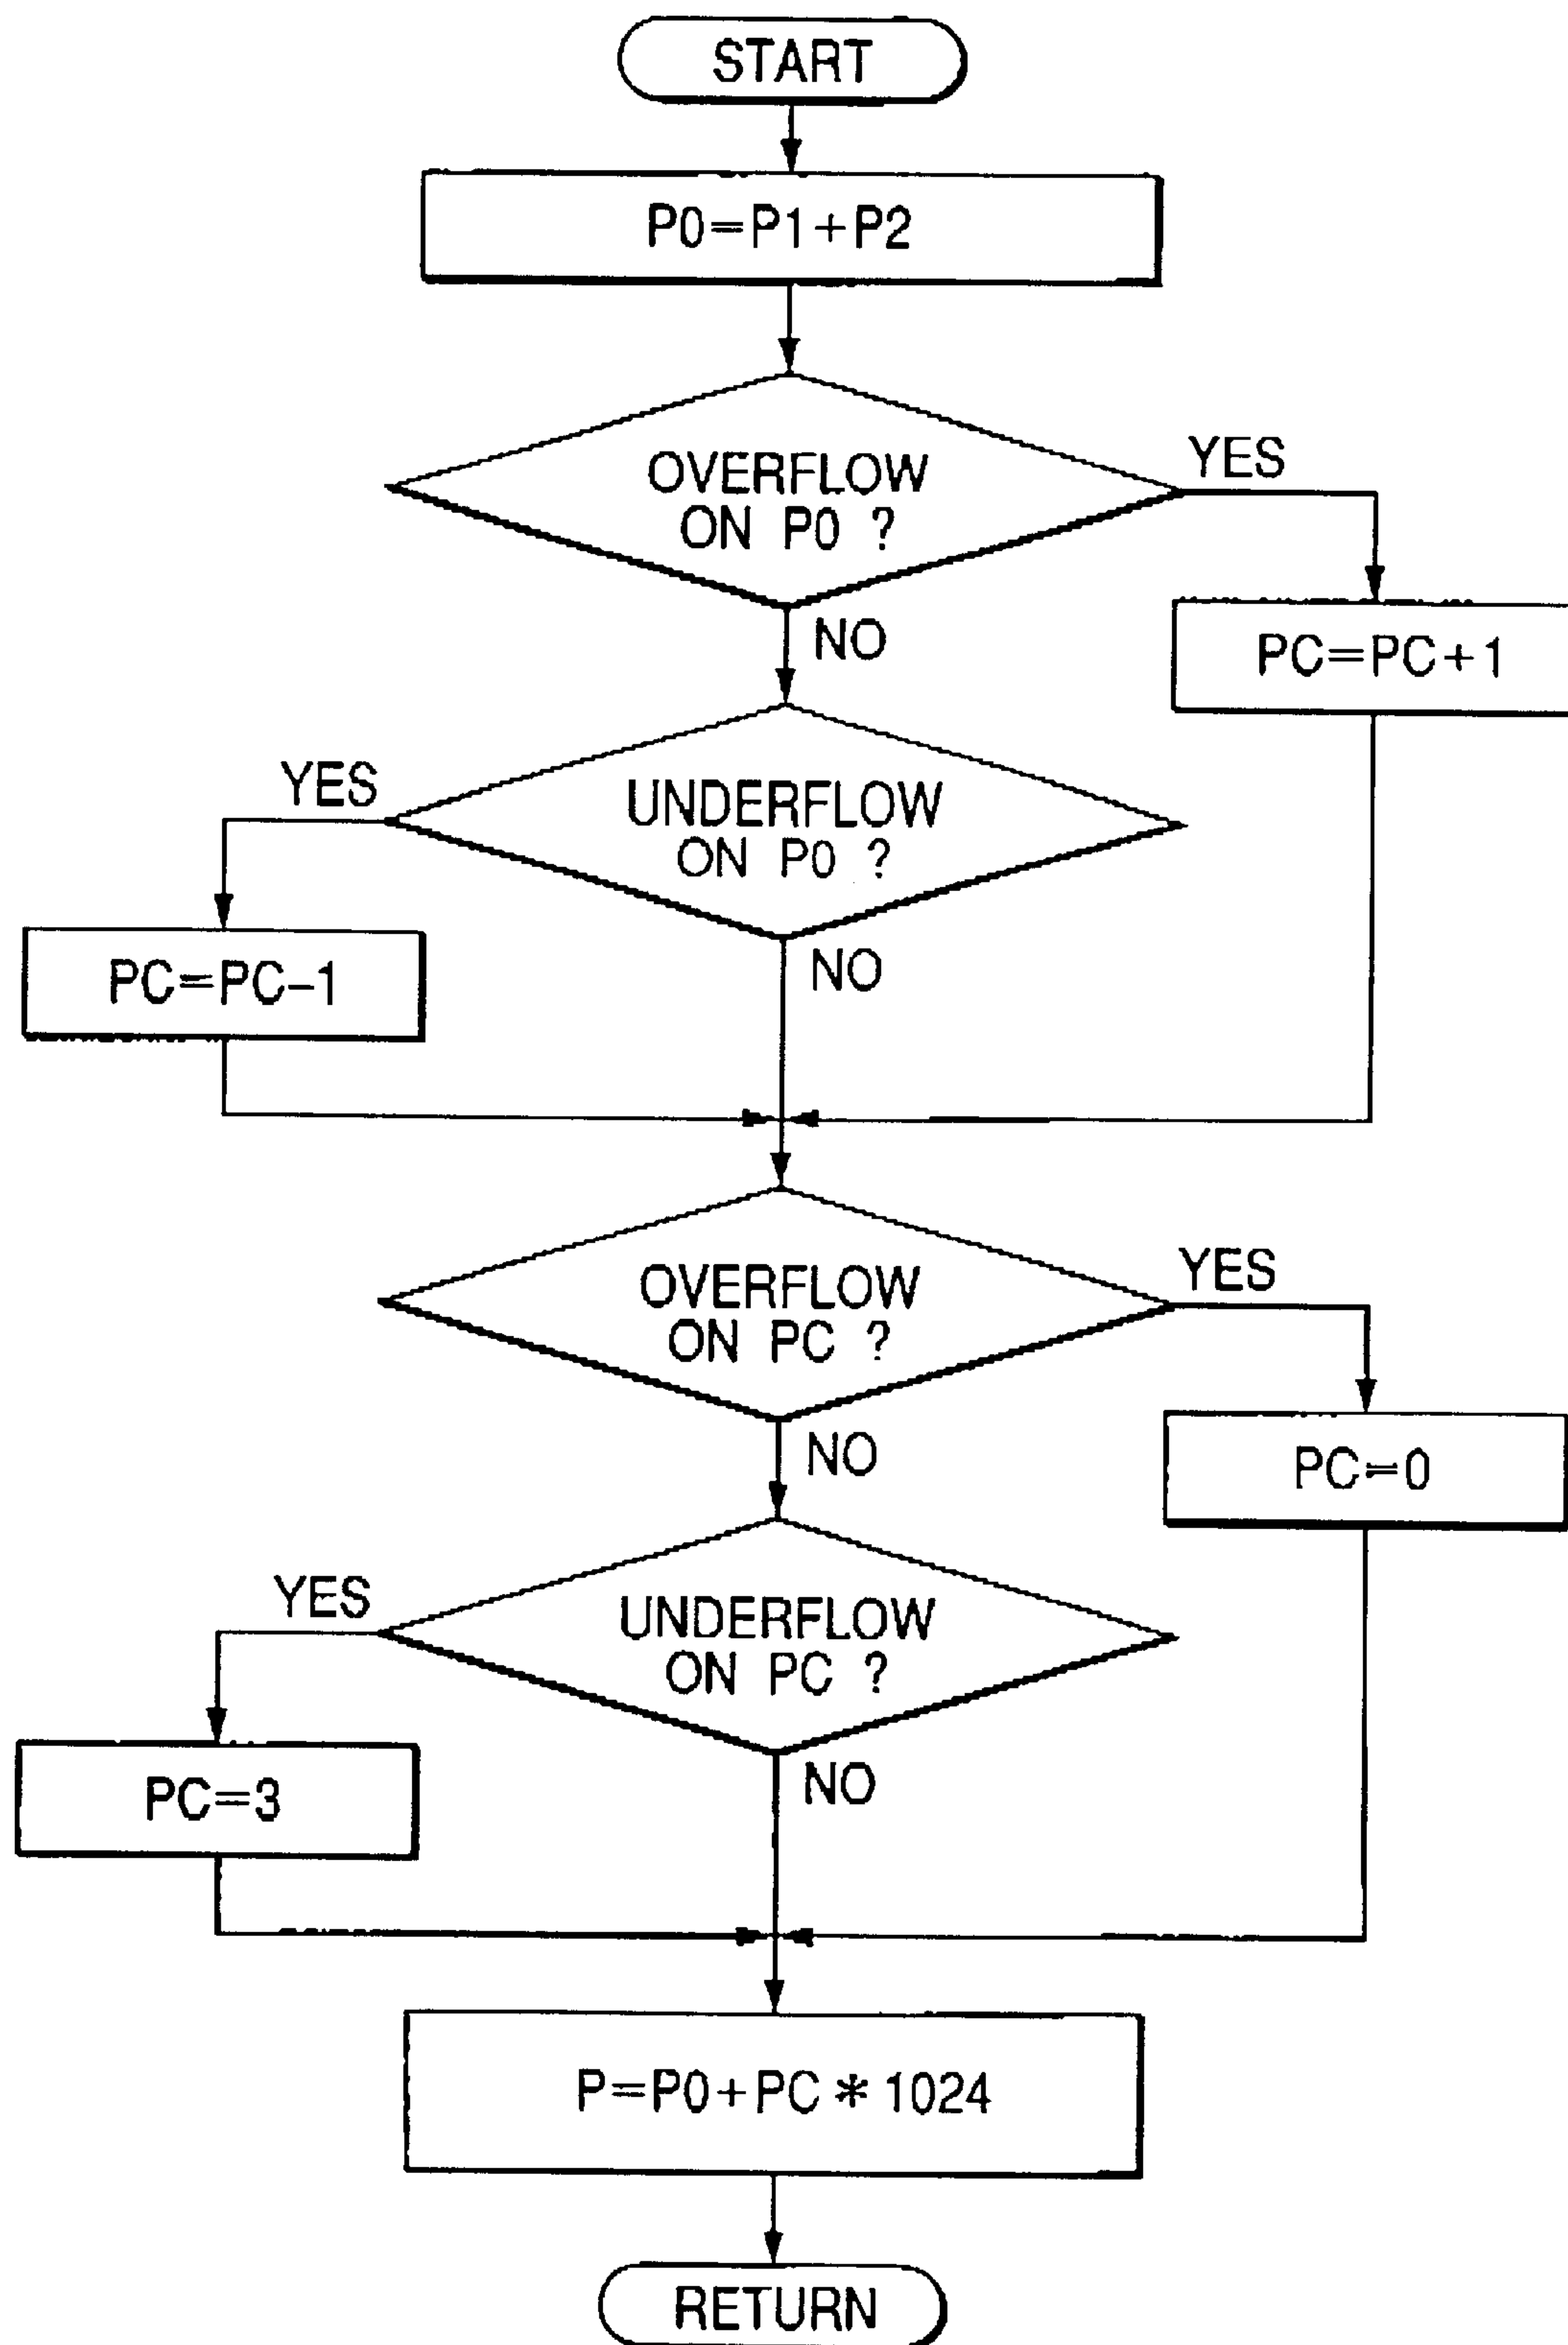 START
P0=P1+P2
OVERFLOW
ON P0 ?
YES
NO
PC=PC+1
UNDERFLOW
ON P0 ?
YES
NO
PC=PC-1
OVERFLOW
ON PC ?
YES
NO
PC=0
UNDERFLOW
ON PC ?
YES
NO
PC=3
P=P0+PC*1024
RETURN